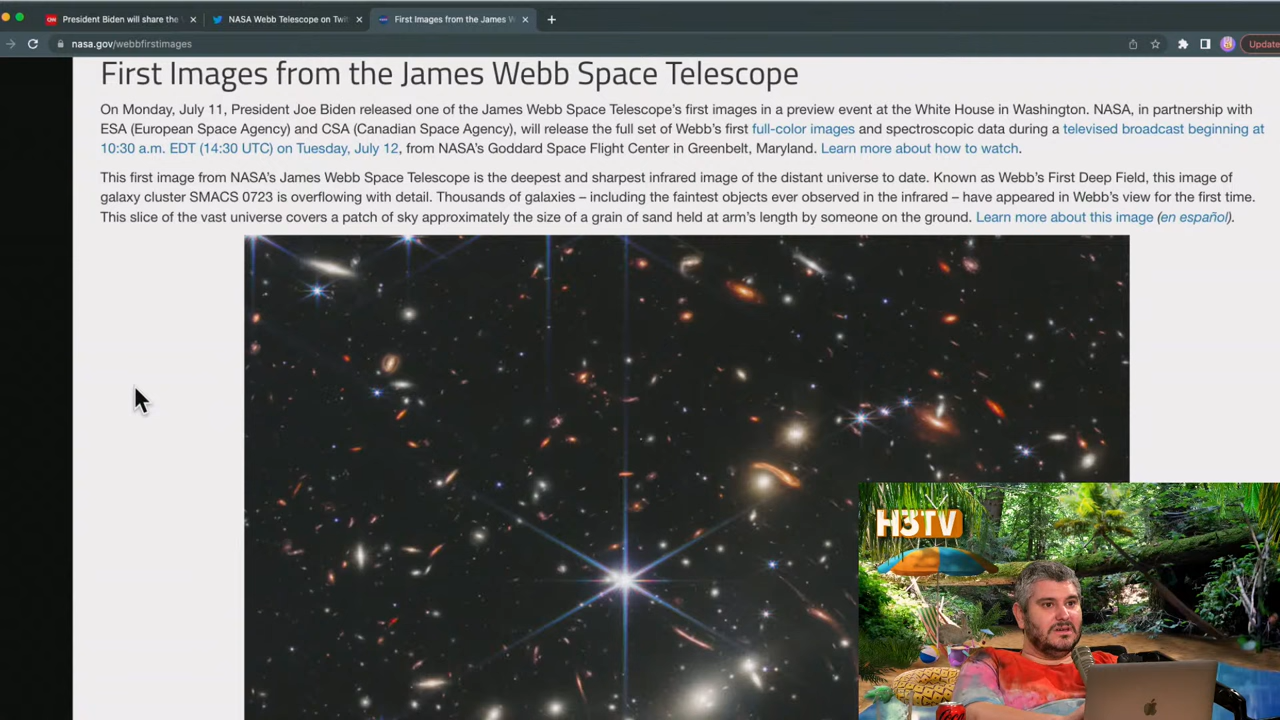 President Biden will share the
NASA Webb Telescope on Twit
First Images from the James W
nasa.gov/webbfirstimages
Update
First Images from the James Webb Space Telescope
On Monday, July 11, President Joe Biden released one of the James Webb Space Telescope's first images in a preview event at the White House in Washington. NASA, in partnership with
ESA (European Space Agency) and CSA (Canadian Space Agency), will release the full set of Webb's first full-color images and spectroscopic data during a televised broadcast beginning at
10:30 a.m. EDT (14:30 UTC) on Tuesday, July 12, from NASA's Goddard Space Flight Center in Greenbelt, Maryland. Learn more about how to watch.
This first image from NASA's James Webb Space Telescope is the deepest and sharpest infrared image of the distant universe to date. Known as Webb's First Deep Field, this image of
galaxy cluster SMACS 0723 is overflowing with detail. Thousands of galaxies – including the faintest objects ever observed in the infrared – have appeared in Webb's view for the first time.
This slice of the vast universe covers a patch of sky approximately the size of a grain of sand held at arm's length by someone on the ground. Learn more about this image (en español).
H3TV